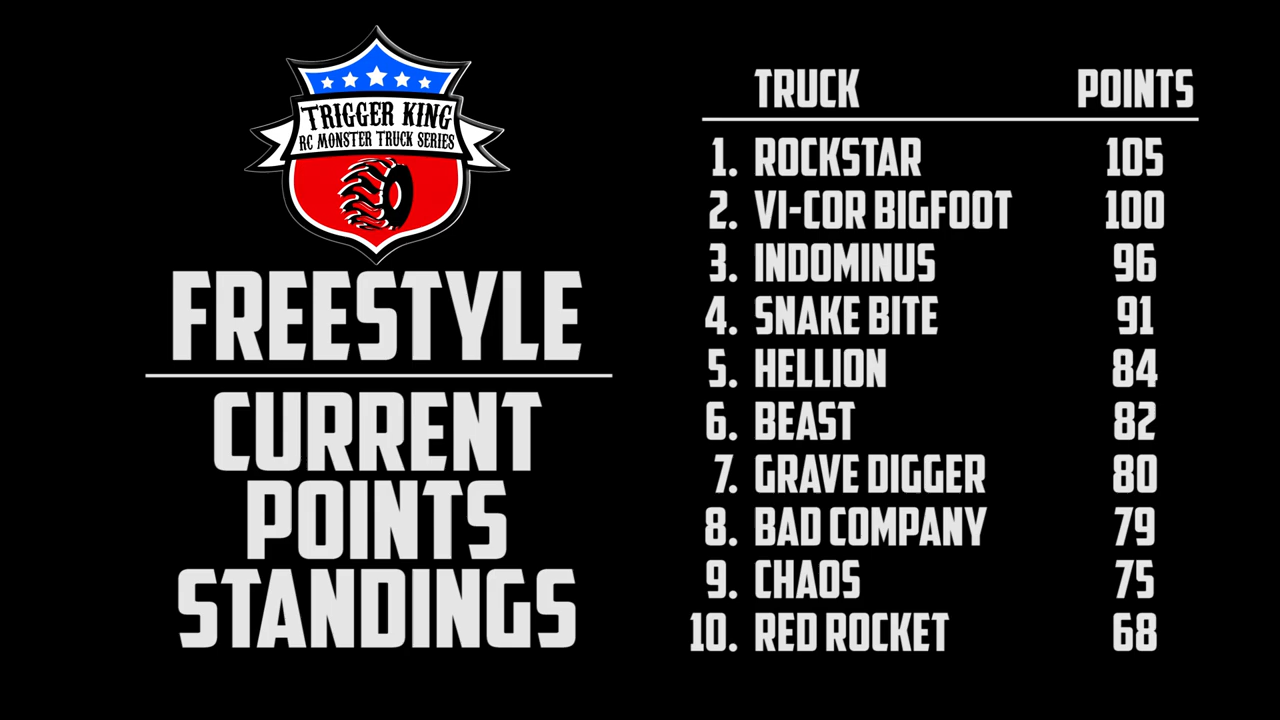 TRIGGER KING
RC MONSTER TRUCK SERIES
FREESTYLE
CURRENT
POINTS
STANDINGS
TRUCK POINTS
1. ROCKSTAR 105
2. VI-COR BIGFOOT 100
3. INDOMINUS 96
4. SNAKE BITE 91
5. HELLION 84
6. BEAST 82
7. GRAVE DIGGER 80
8. BAD COMPANY 79
9. CHAOS 75
10. RED ROCKET 68